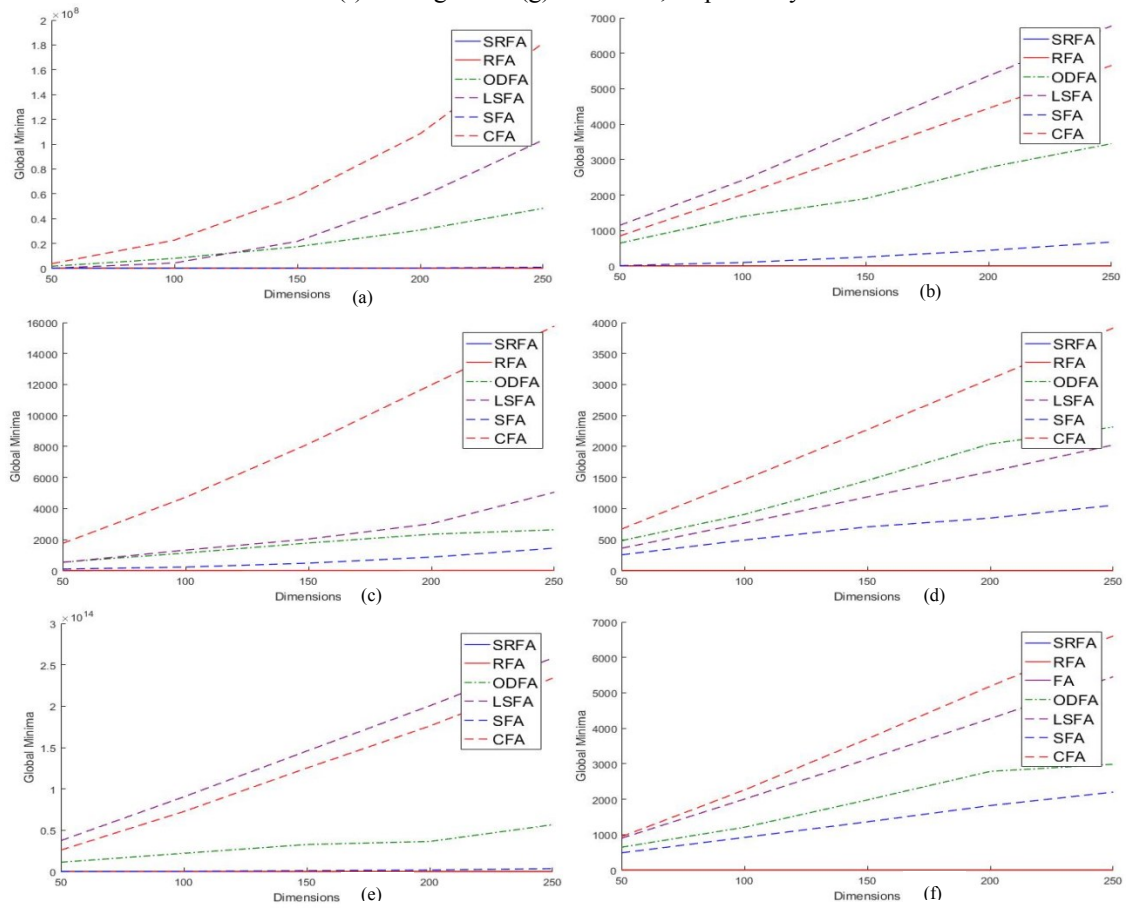 × 10^8
2
1.8
1.6
1.4
1.2
1
0.8
0.6
0.4
0.2
0
50 100 150 200 250
Global Minima
Dimensions
SRFA
RFA
ODFA
LSFA
SFA
CFA
(a)
7000
6000
5000
4000
3000
2000
1000
0
50 100 150 200 250
Global Minima
Dimensions
SRFA
RFA
ODFA
LSFA
SFA
CFA
(b)
16000
14000
12000
10000
8000
6000
4000
2000
0
50 100 150 200 250
Global Minima
Dimensions
SRFA
RFA
ODFA
LSFA
SFA
CFA
(c)
4000
3500
3000
2500
2000
1500
1000
500
0
50 100 150 200 250
Global Minima
Dimensions
SRFA
RFA
ODFA
LSFA
SFA
CFA
(d)
× 10^14
3
2.5
2
1.5
1
0.5
0
50 100 150 200 250
Global Minima
Dimensions
SRFA
RFA
ODFA
LSFA
SFA
CFA
(e)
7000
6000
5000
4000
3000
2000
1000
0
50 100 150 200 250
Global Minima
Dimensions
SRFA
RFA
FA
ODFA
LSFA
SFA
CFA
(f)